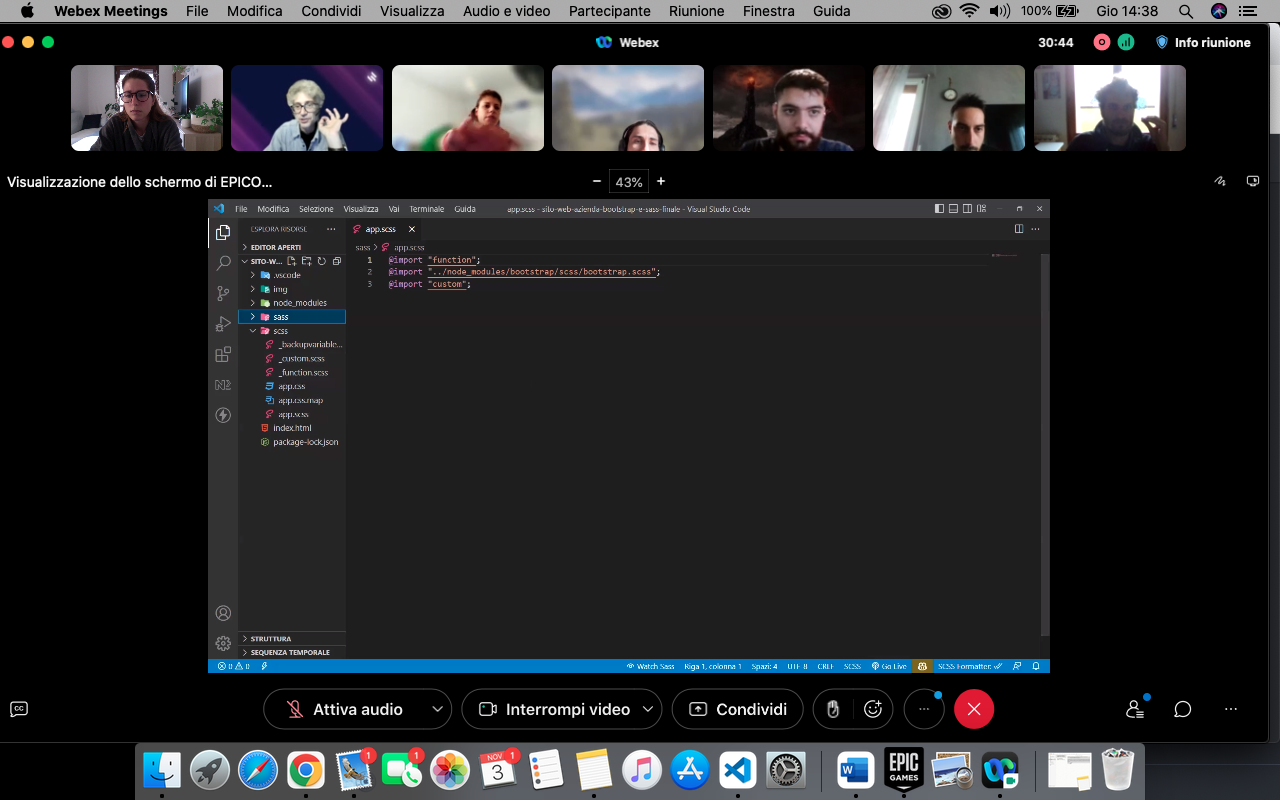 Webex Meetings File Modifica Condividi Visualizza Audio e video Partecipante Riunione Finestra Guida 100% Gio 14:38
Webex 30:44 Info riunione
Visualizzazione dello schermo di EPICO... − 43% +
File Modifica Selezione Visualizza Vai Terminale Guida app.scss - sito-web-azienda-bootstrap-e-sass-finale - Visual Studio Code
ESPLORA RISORSE ... app.scss
EDITOR APERTI sass > app.scss
SITO-W... 1 @import "function";
.vscode 2 @import "../node_modules/bootstrap/scss/bootstrap.scss";
img 3 @import "custom";
node_modules
sass
scss
_backupvariable...
_custom.scss
_function.scss
app.css
app.css.map
app.scss
index.html
package-lock.json
STRUTTURA
SEQUENZA TEMPORALE
0 0 Watch Sass Riga 1, colonna 1 Spazi: 4 UTF-8 CRLF SCSS Go Live SCSS Formatter:
CC Attiva audio Interrompi video Condividi
1 1 NOV 3 1 W EPIC GAMES